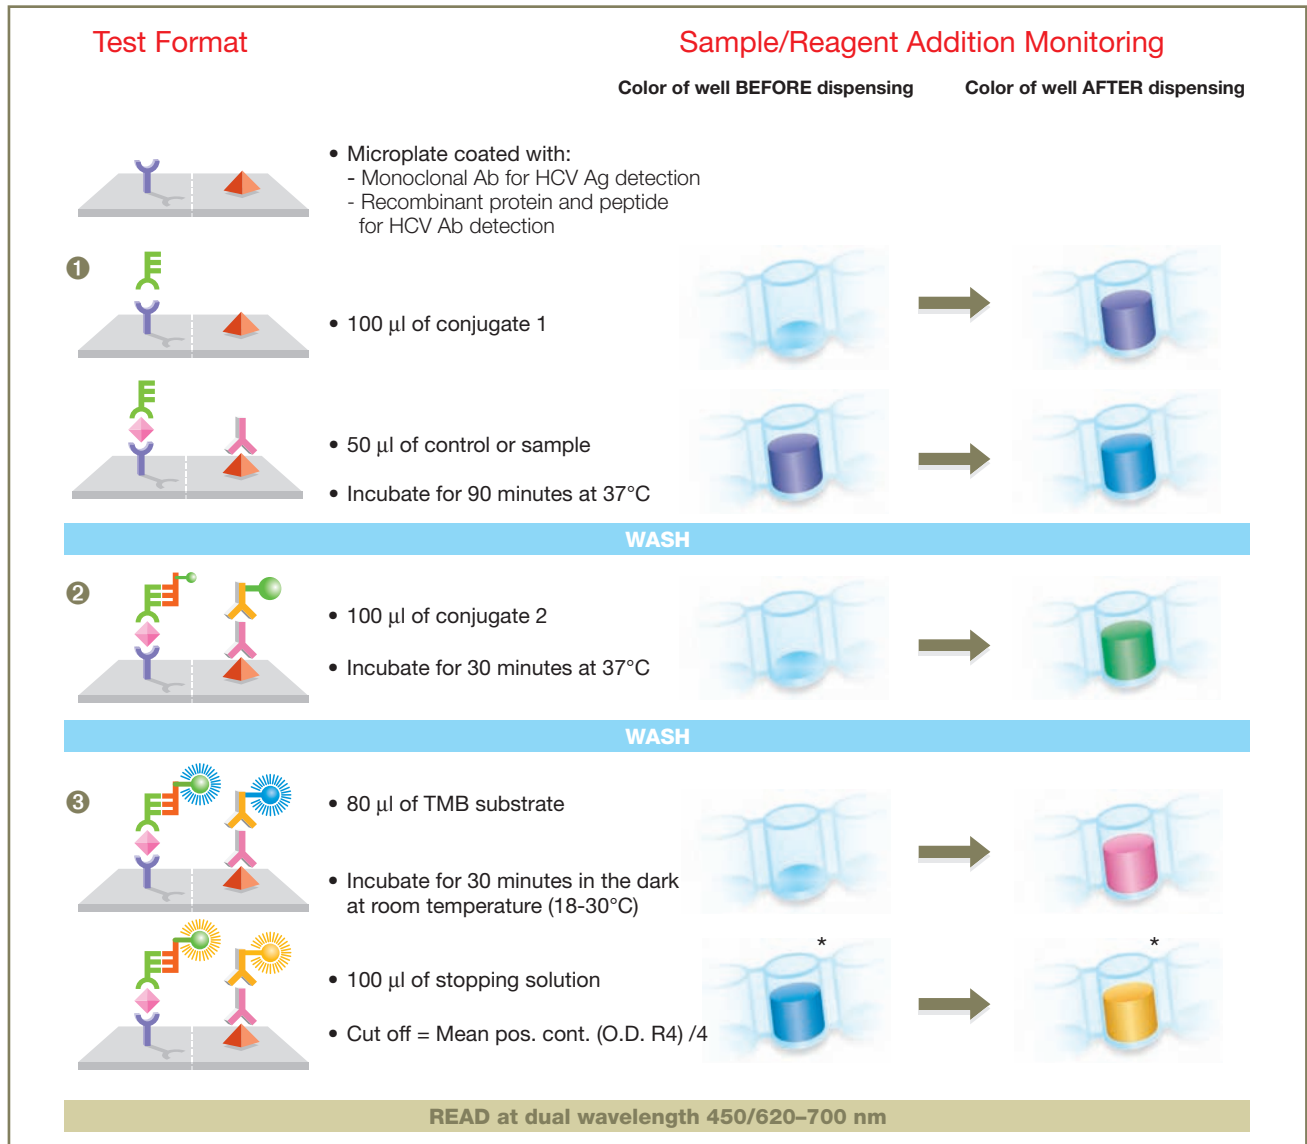 Test Format
Sample/Reagent Addition Monitoring
Color of well BEFORE dispensing
Color of well AFTER dispensing
• Microplate coated with:
- Monoclonal Ab for HCV Ag detection
- Recombinant protein and peptide
for HCV Ab detection
❶
• 100 µl of conjugate 1
• 50 µl of control or sample
• Incubate for 90 minutes at 37°C
WASH
❷
• 100 µl of conjugate 2
• Incubate for 30 minutes at 37°C
WASH
❸
• 80 µl of TMB substrate
• Incubate for 30 minutes in the dark
at room temperature (18-30°C)
* *
• 100 µl of stopping solution
• Cut off = Mean pos. cont. (O.D. R4) /4
READ at dual wavelength 450/620–700 nm